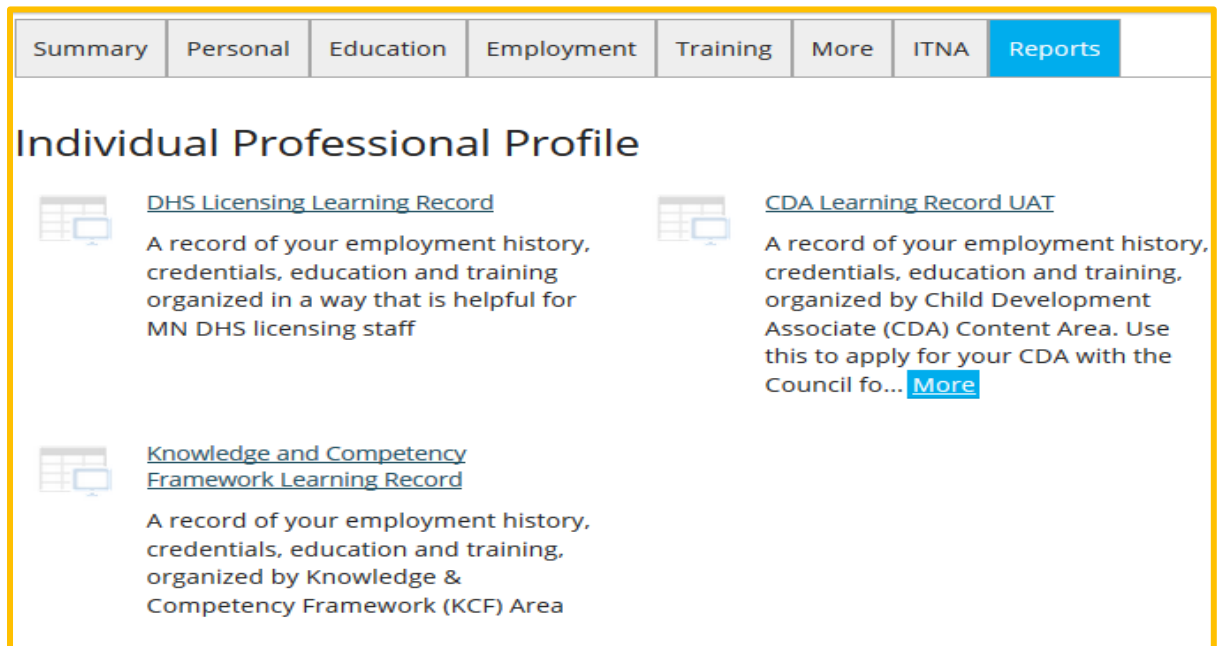 Summary Personal Education Employment Training More ITNA Reports
Individual Professional Profile
DHS Licensing Learning Record
A record of your employment history,
credentials, education and training
organized in a way that is helpful for
MN DHS licensing staff
CDA Learning Record UAT
A record of your employment history,
credentials, education and training,
organized by Child Development
Associate (CDA) Content Area. Use
this to apply for your CDA with the
Council fo... More
Knowledge and Competency
Framework Learning Record
A record of your employment history,
credentials, education and training,
organized by Knowledge &
Competency Framework (KCF) Area